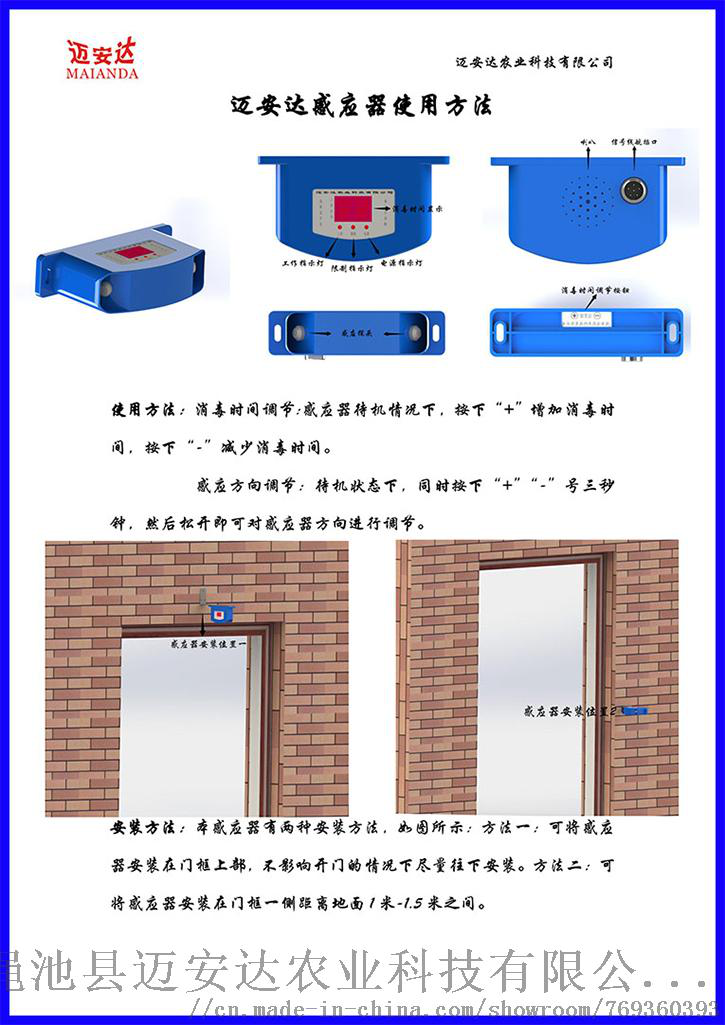 迈安达
MAIANDA
迈安达农业科技有限公司
迈安达感应器使用方法
喇叭
信号线航插口
消毒时间显示
工作指示灯
限制指示灯
电源指示灯
消毒时间调节按钮
感应探头
使用方法：消毒时间调节:感应器待机情况下，按下“+”增加消毒时
间，按下“-”减少消毒时间。
感应方向调节：待机状态下，同时按下“+”“-”号三秒
钟，然后松开即可对感应器方向进行调节。
感应器安装位置一
感应器安装位置2
安装方法：本感应器有两种安装方法，如图所示：方法一：可将感应
器安装在门框上部，不影响开门的情况下尽量往下安装。方法二：可
将感应器安装在门框一侧距离地面1米-1.5米之间。
池县迈安达农业科技有限公...
//cn.made-in-china.com/showroom/769360393